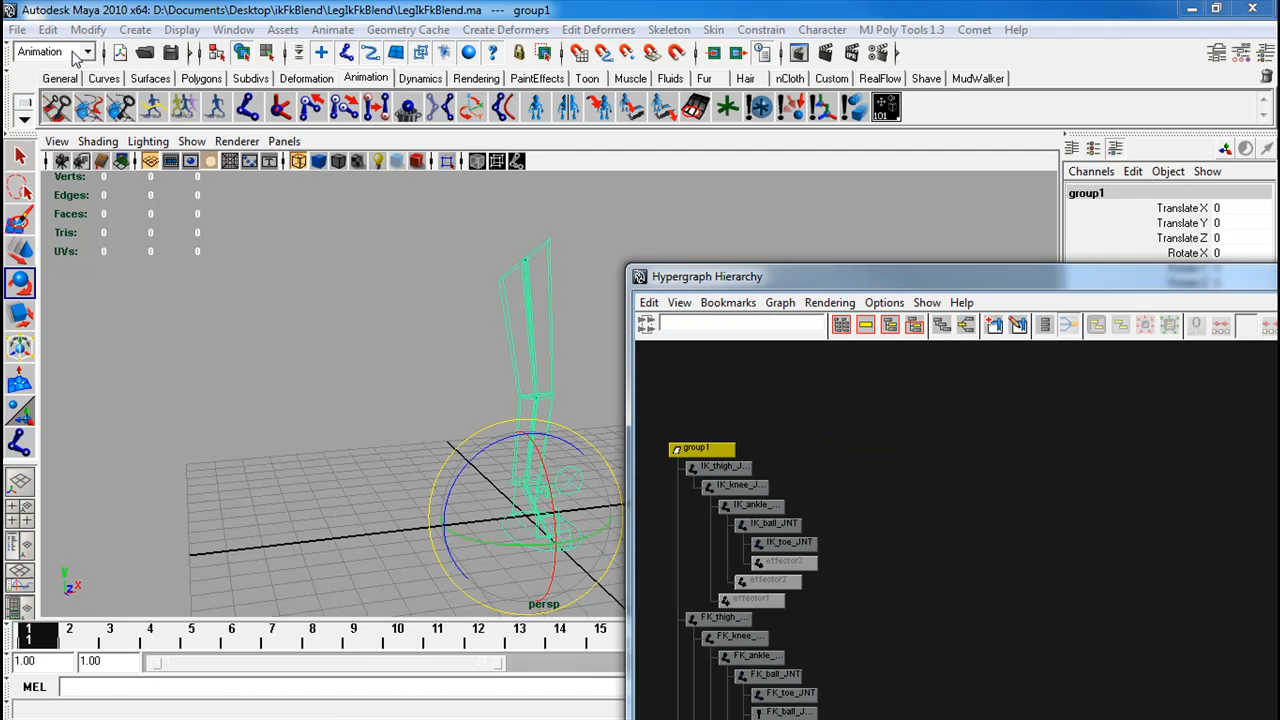 Autodesk Maya 2010 x64: D:\Documents\Desktop\ikFkBlend\LegIkFkBlend\LegIkFkBlend.ma --- group1
File Edit Modify Create Display Window Assets Animate Geometry Cache Create Deformers Edit Deformers Skeleton Skin Constraint Character MJ Poly Tools 1.3 Comet Help
Animation
General Curves Surfaces Polygons Subdivs Deformation Animation Dynamics Rendering PaintEffects Toon Muscle Fluids Fur Hair nCloth Custom RealFlow Shave MudWalker
101
View Shading Lighting Show Renderer Panels
Verts: 0 0 0
Edges: 0 0 0
Faces: 0 0 0
Tris: 0 0 0
UVs: 0 0 0
Channels Edit Object Show
group1
Translate X 0
Translate Y 0
Translate Z 0
Rotate X 0
Hypergraph Hierarchy
Edit View Bookmarks Graph Rendering Options Show Help
0
group1
IK_thigh_J...
IK_knee_J...
IK_ankle_...
IK_ball_JNT
IK_toe_JNT
effector3
effector2
effector1
FK_thigh_...
FK_knee_...
FK_ankle_...
FK_ball_JNT
FK_toe_JNT
FK_ball_J...
Y
Z X
persp
1 2 3 4 5 6 7 8 9 10 11 12 13 14 15
1
1.00 1.00 24
MEL